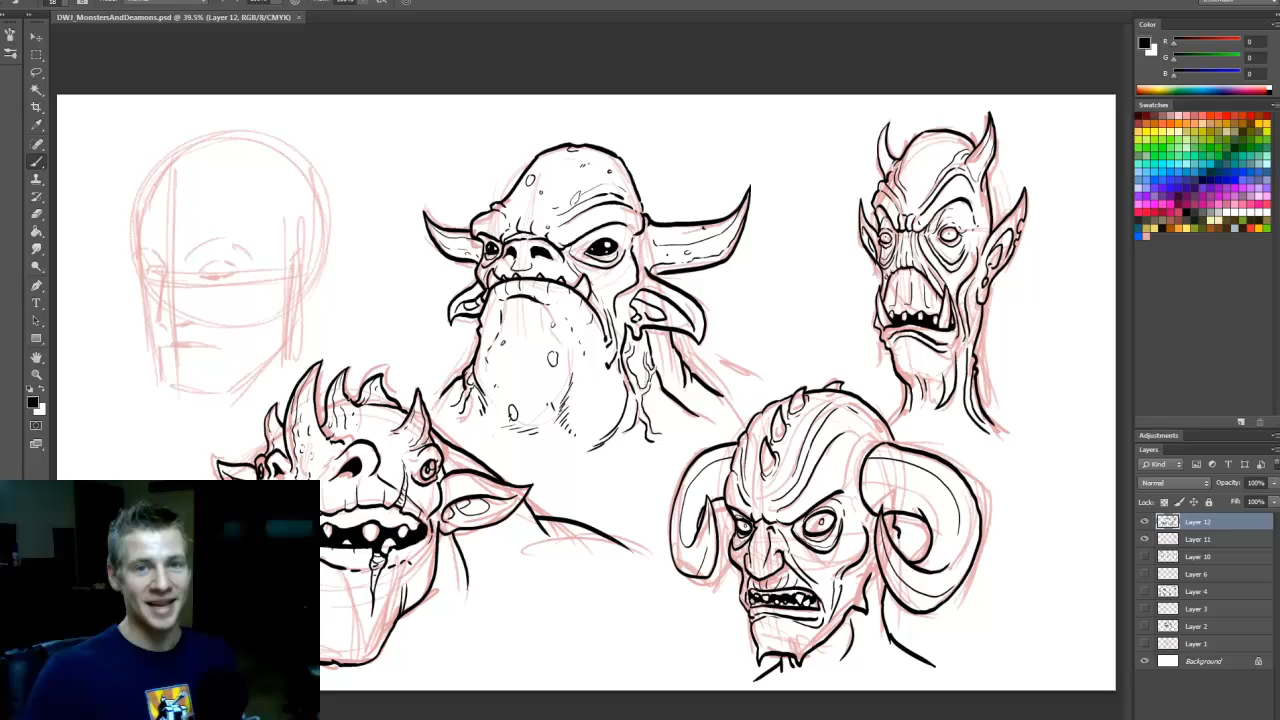 DWJ_MonstersAndDeamons.psd @ 39.5% (Layer 12, RGB/8/CMYK) ×
Color
R 0
G 0
B 0
Swatches
Adjustments
Layers
Kind
Normal Opacity: 100%
Lock: Fill: 100%
Layer 12
Layer 11
Layer 10
Layer 6
Layer 4
Layer 3
Layer 2
Layer 1
Background